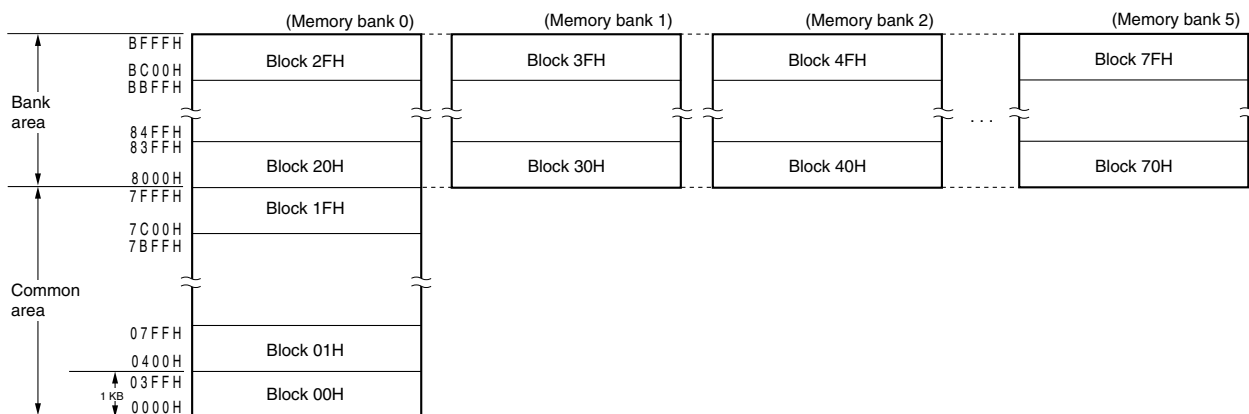 (Memory bank 0) (Memory bank 1) (Memory bank 2) (Memory bank 5)
BFFFH
Block 2FH Block 3FH Block 4FH Block 7FH
BC00H
BBFFH
Bank
area
. . .
84FFH
83FFH
Block 20H Block 30H Block 40H Block 70H
8000H
7FFFH
Block 1FH
7C00H
7BFFH
Common
area
07FFH
Block 01H
0400H
03FFH
1 KB
Block 00H
0000H